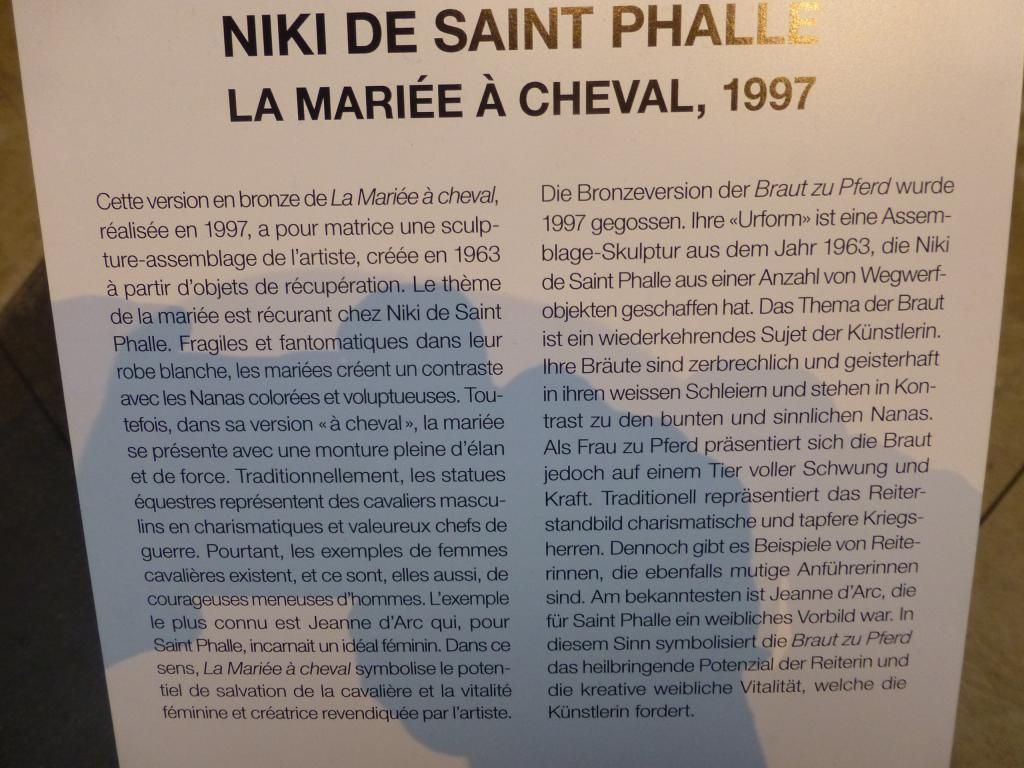 NIKI DE SAINT PHALLE
LA MARIÉE À CHEVAL, 1997
Cette version en bronze de La Mariée à cheval,
réalisée en 1997, a pour matrice une sculp-
ture-assemblage de l’artiste, créée en 1963
à partir d’objets de récupération. Le thème
de la mariée est récurant chez Niki de Saint
Phalle. Fragiles et fantomatiques dans leur
robe blanche, les mariées créent un contraste
avec les Nanas colorées et voluptueuses. Tou-
tefois, dans sa version « à cheval », la mariée
se présente avec une monture pleine d’élan
et de force. Traditionnellement, les statues
équestres représentent des cavaliers mascu-
lins en charismatiques et valeureux chefs de
guerre. Pourtant, les exemples de femmes
cavalières existent, et ce sont, elles aussi, de
courageuses meneuses d’hommes. L’exemple
le plus connu est Jeanne d’Arc qui, pour
Saint Phalle, incarnait un idéal féminin. Dans ce
sens, La Mariée à cheval symbolise le poten-
tiel de salvation de la cavalière et la vitalité
féminine et créatrice revendiquée par l’artiste.
Die Bronzeversion der Braut zu Pferd wurde
1997 gegossen. Ihre «Urform» ist eine Assem-
blage-Skulptur aus dem Jahr 1963, die Niki
de Saint Phalle aus einer Anzahl von Wegwerf-
objekten geschaffen hat. Das Thema der Braut
ist ein wiederkehrendes Sujet der Künstlerin.
Ihre Bräute sind zerbrechlich und geisterhaft
in ihren weissen Schleiern und stehen in Kon-
trast zu den bunten und sinnlichen Nanas.
Als Frau zu Pferd präsentiert sich die Braut
jedoch auf einem Tier voller Schwung und
Kraft. Traditionell repräsentiert das Reiter-
standbild charismatische und tapfere Kriegs-
herren. Dennoch gibt es Beispiele von Reite-
rinnen, die ebenfalls mutige Anführerinnen
sind. Am bekanntesten ist Jeanne d’Arc, die
für Saint Phalle ein weibliches Vorbild war. In
diesem Sinn symbolisiert die Braut zu Pferd
das heilbringende Potenzial der Reiterin und
die kreative weibliche Vitalität, welche die
Künstlerin fordert.